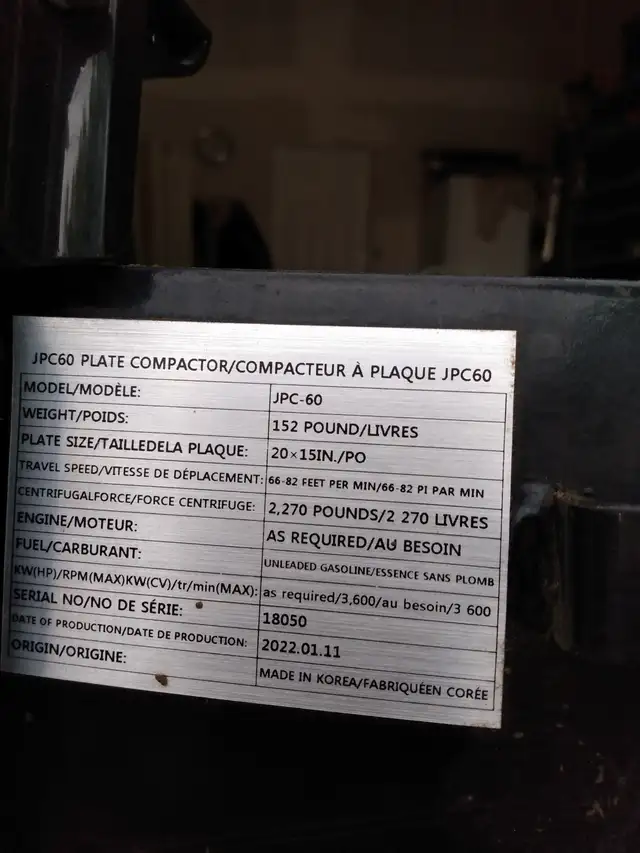 JPC60 PLATE COMPACTOR/COMPACTEUR À PLAQUE JPC60
MODEL/MODÈLE: JPC-60
WEIGHT/POIDS: 152 POUND/LIVRES
PLATE SIZE/TAILLEDELA PLAQUE: 20×15IN./PO
TRAVEL SPEED/VITESSE DE DÉPLACEMENT: 66-82 FEET PER MIN/66-82 PI PAR MIN
CENTRIFUGALFORCE/FORCE CENTRIFUGE: 2,270 POUNDS/2 270 LIVRES
ENGINE/MOTEUR: AS REQUIRED/AU BESOIN
FUEL/CARBURANT: UNLEADED GASOLINE/ESSENCE SANS PLOMB
KW(HP)/RPM(MAX)KW(CV)/tr/min(MAX): as required/3,600/au besoin/3 600
SERIAL NO/NO DE SÉRIE: 18050
DATE OF PRODUCTION/DATE DE PRODUCTION: 2022.01.11
ORIGIN/ORIGINE: MADE IN KOREA/FABRIQUÉEN CORÉE